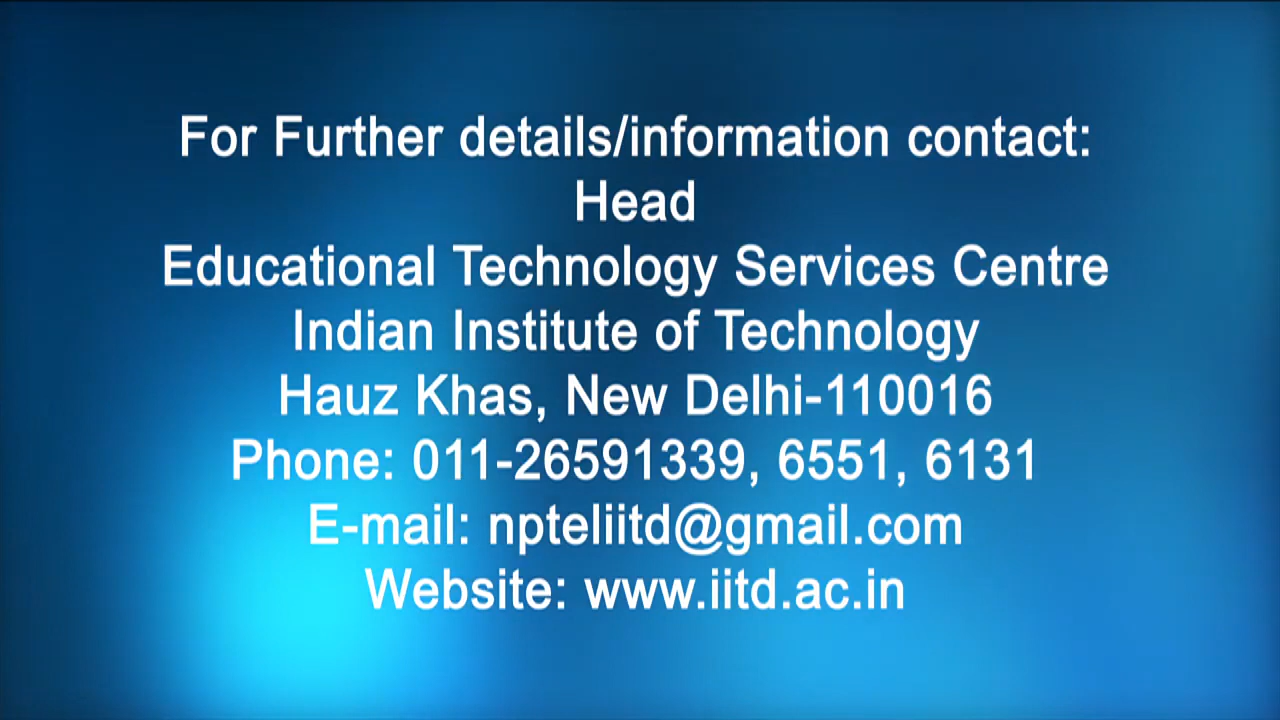 For Further details/information contact:
Head
Educational Technology Services Centre
Indian Institute of Technology
Hauz Khas, New Delhi-110016
Phone: 011-26591339, 6551, 6131
E-mail: npteliitd@gmail.com
Website: www.iitd.ac.in